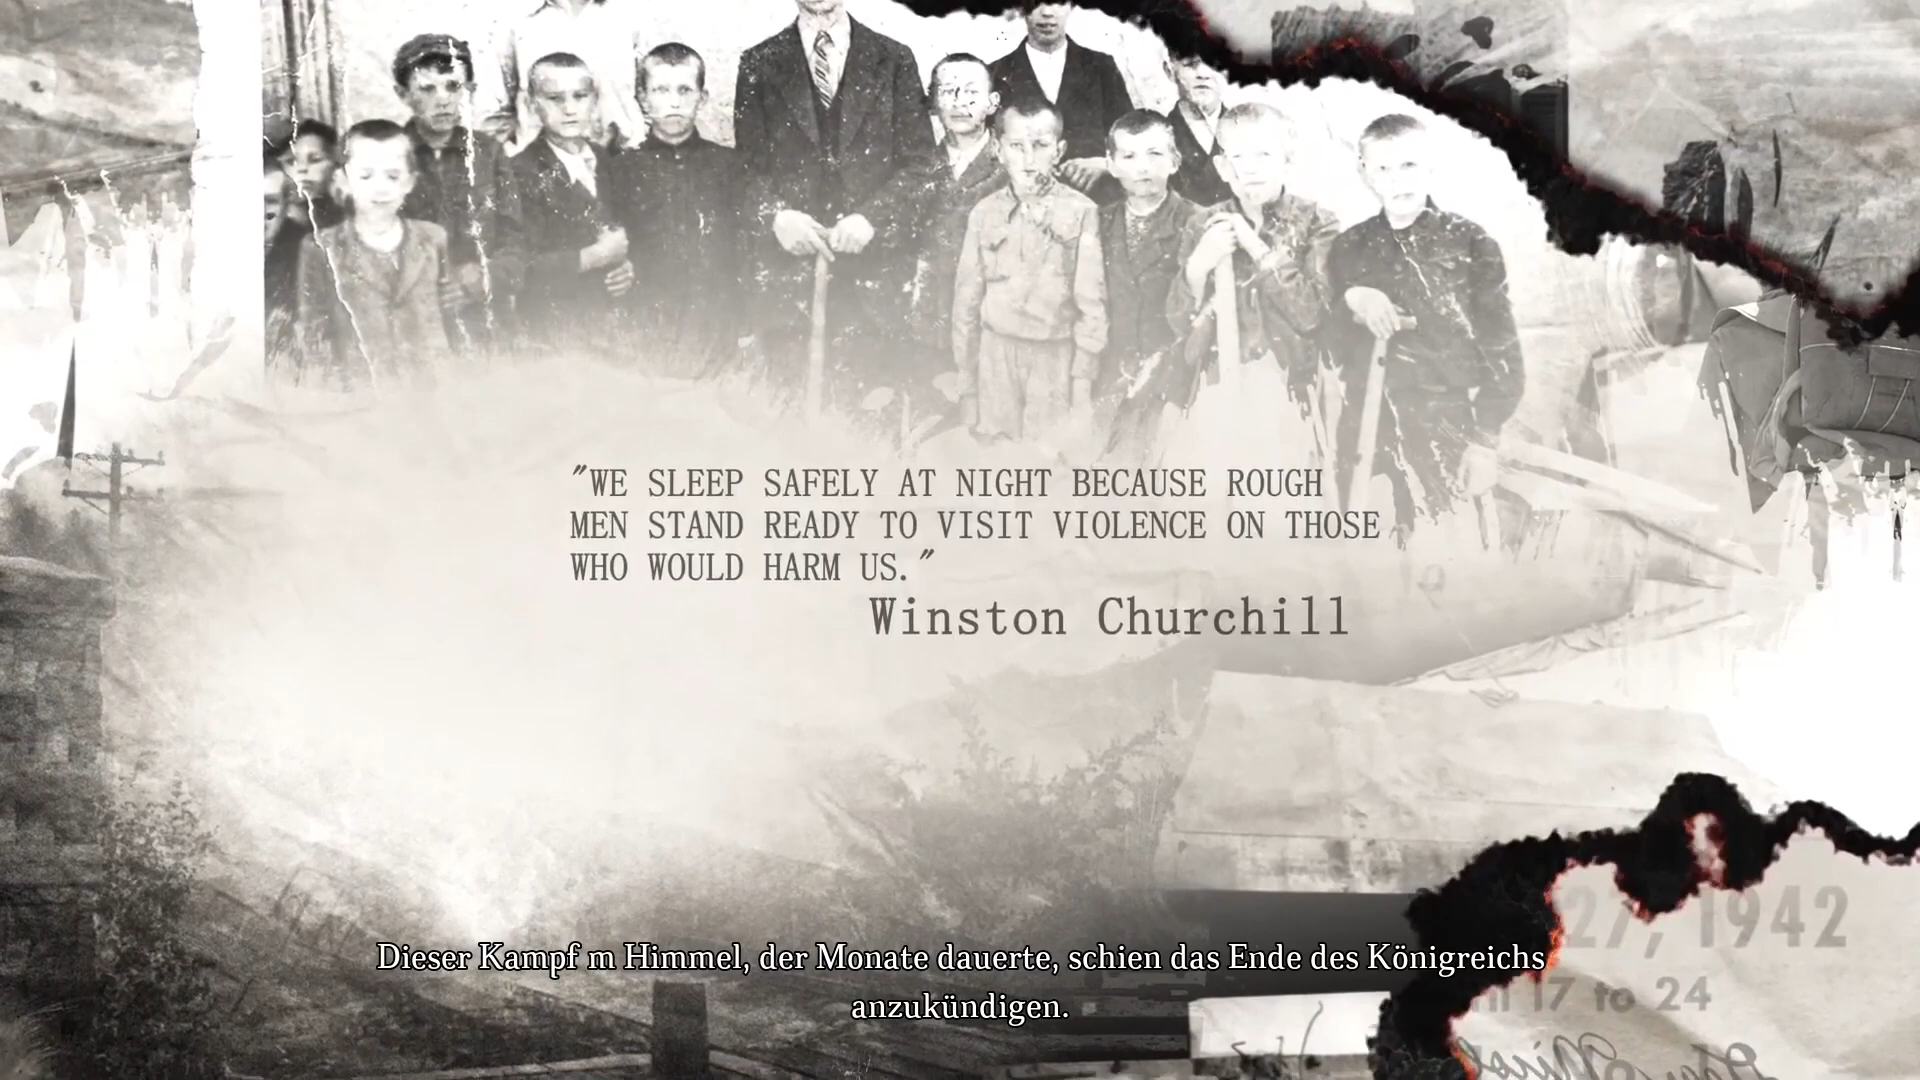 "WE SLEEP SAFELY AT NIGHT BECAUSE ROUGH
MEN STAND READY TO VISIT VIOLENCE ON THOSE
WHO WOULD HARM US."
Winston Churchill
27, 1942
17 to 24
Dieser Kampf m Himmel, der Monate dauerte, schien das Ende des Königreichs
anzukündigen.